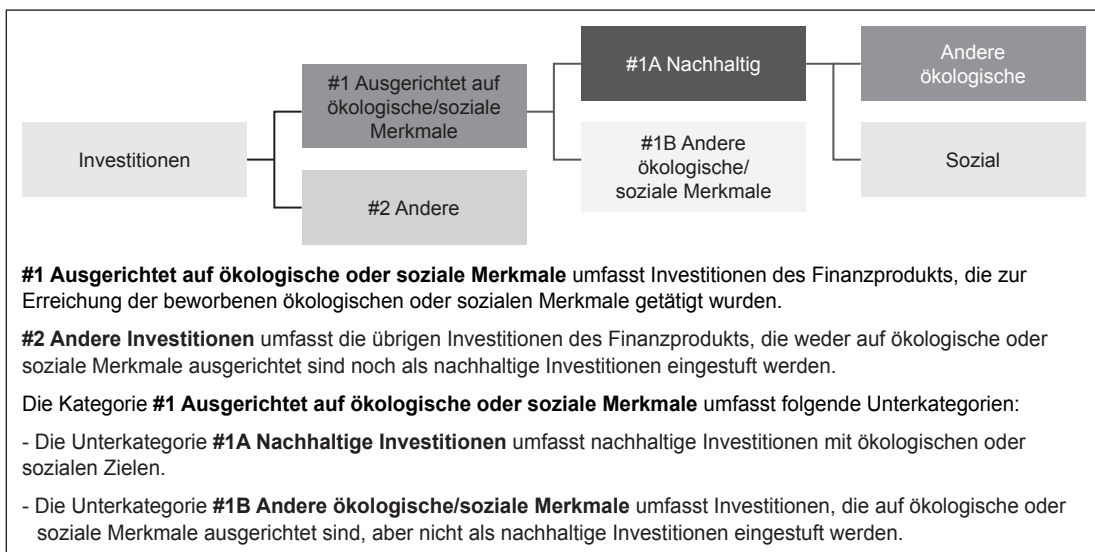 Investitionen
#1 Ausgerichtet auf
ökologische/soziale
Merkmale
#2 Andere
#1A Nachhaltig
#1B Andere
ökologische/
soziale Merkmale
Andere
ökologische
Sozial
#1 Ausgerichtet auf ökologische oder soziale Merkmale umfasst Investitionen des Finanzprodukts, die zur
Erreichung der beworbenen ökologischen oder sozialen Merkmale getätigt wurden.
#2 Andere Investitionen umfasst die übrigen Investitionen des Finanzprodukts, die weder auf ökologische oder
soziale Merkmale ausgerichtet sind noch als nachhaltige Investitionen eingestuft werden.
Die Kategorie #1 Ausgerichtet auf ökologische oder soziale Merkmale umfasst folgende Unterkategorien:
- Die Unterkategorie #1A Nachhaltige Investitionen umfasst nachhaltige Investitionen mit ökologischen oder
sozialen Zielen.
- Die Unterkategorie #1B Andere ökologische/soziale Merkmale umfasst Investitionen, die auf ökologische oder
soziale Merkmale ausgerichtet sind, aber nicht als nachhaltige Investitionen eingestuft werden.